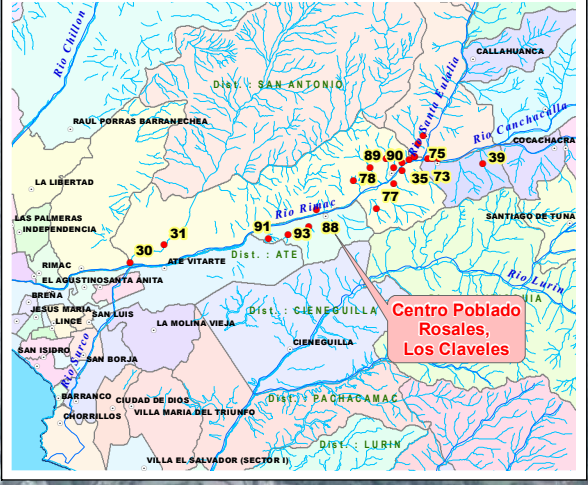 Rio Chillon
CALLAHUANCA
Rio Santa Eulalia
Dist. : SAN ANTONIO
RAUL PORRAS BARRANECHEA
Rio Canchacalla
COCACHACRA
89
90
75
39
78
35
73
LA LIBERTAD
77
Rio Rimac
LAS PALMERAS
INDEPENDENCIA
SANTIAGO DE TUNA
31
91
93
88
30
RIMAC
ATE VITARTE
Dist. : ATE
EL AGUSTINO
SANTA ANITA
Rio Lurin
UIA
BREÑA
JESUS MARIA
LINCE
SAN LUIS
LA MOLINA VIEJA
Dist. : CIENEGUILLA
Centro Poblado
Rosales,
Los Claveles
SAN ISIDRO
SAN BORJA
CIENEGUILLA
Rio Surco
BARRANCO
CIUDAD DE DIOS
Dist. : PACHACAMAC
CHORRILLOS
VILLA MARIA DEL TRIUNFO
Dist. : LURIN
VILLA EL SALVADOR (SECTOR I)